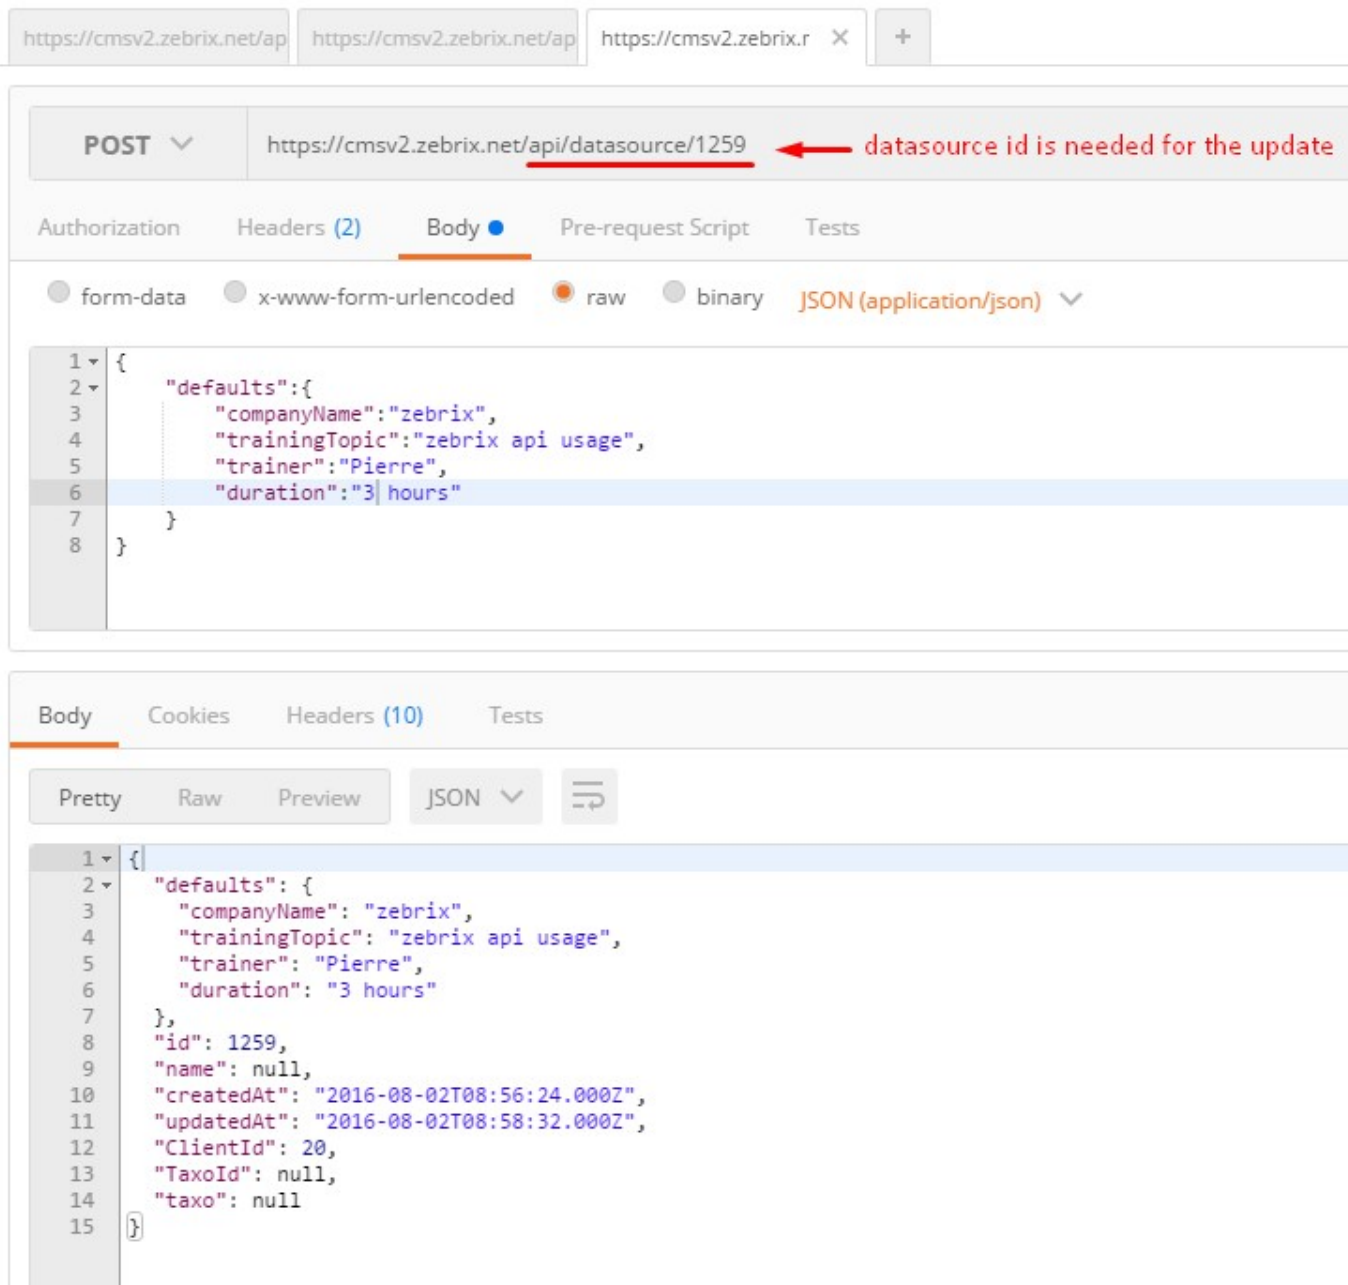 https://cmsv2.zebrix.net/ap https://cmsv2.zebrix.net/ap https://cmsv2.zebrix.r × +
POST https://cmsv2.zebrix.net/api/datasource/1259 datasource id is needed for the update
Authorization Headers (2) Body Pre-request Script Tests
form-data x-www-form-urlencoded raw binary JSON (application/json)
1 {
2 "defaults":{
3 "companyName":"zebrix",
4 "trainingTopic":"zebrix api usage",
5 "trainer":"Pierre",
6 "duration":"3 hours"
7 }
8 }
Body Cookies Headers (10) Tests
Pretty Raw Preview JSON
1 {
2 "defaults": {
3 "companyName": "zebrix",
4 "trainingTopic": "zebrix api usage",
5 "trainer": "Pierre",
6 "duration": "3 hours"
7 },
8 "id": 1259,
9 "name": null,
10 "createdAt": "2016-08-02T08:56:24.000Z",
11 "updatedAt": "2016-08-02T08:58:32.000Z",
12 "ClientId": 20,
13 "TaxoId": null,
14 "taxo": null
15 }